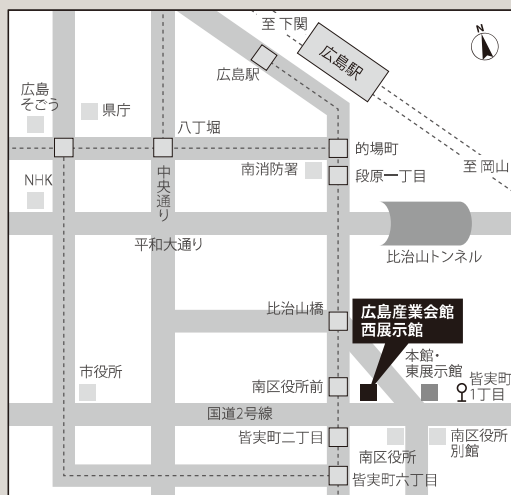 至 下関
N
広島駅
広島駅
広島
そごう
県庁
八丁堀
的場町
至 岡山
南消防署
段原一丁目
NHK
中央通り
平和大通り
比治山トンネル
比治山橋
広島産業会館
西展示館
本館・
東展示館
市役所
南区役所前
皆実町
1丁目
国道2号線
皆実町二丁目
南区役所
南区役所
別館
皆実町六丁目